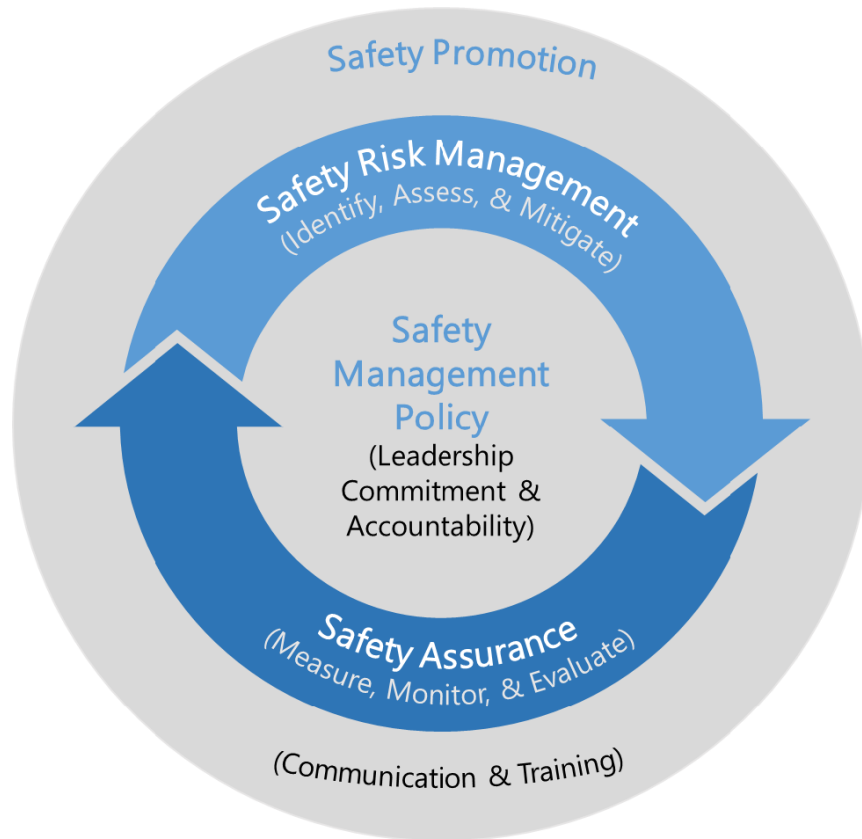 Safety Promotion
Safety Risk Management
(Identify, Assess, & Mitigate)
Safety
Management
Policy
(Leadership
Commitment &
Accountability)
Safety Assurance
(Measure, Monitor, & Evaluate)
(Communication & Training)